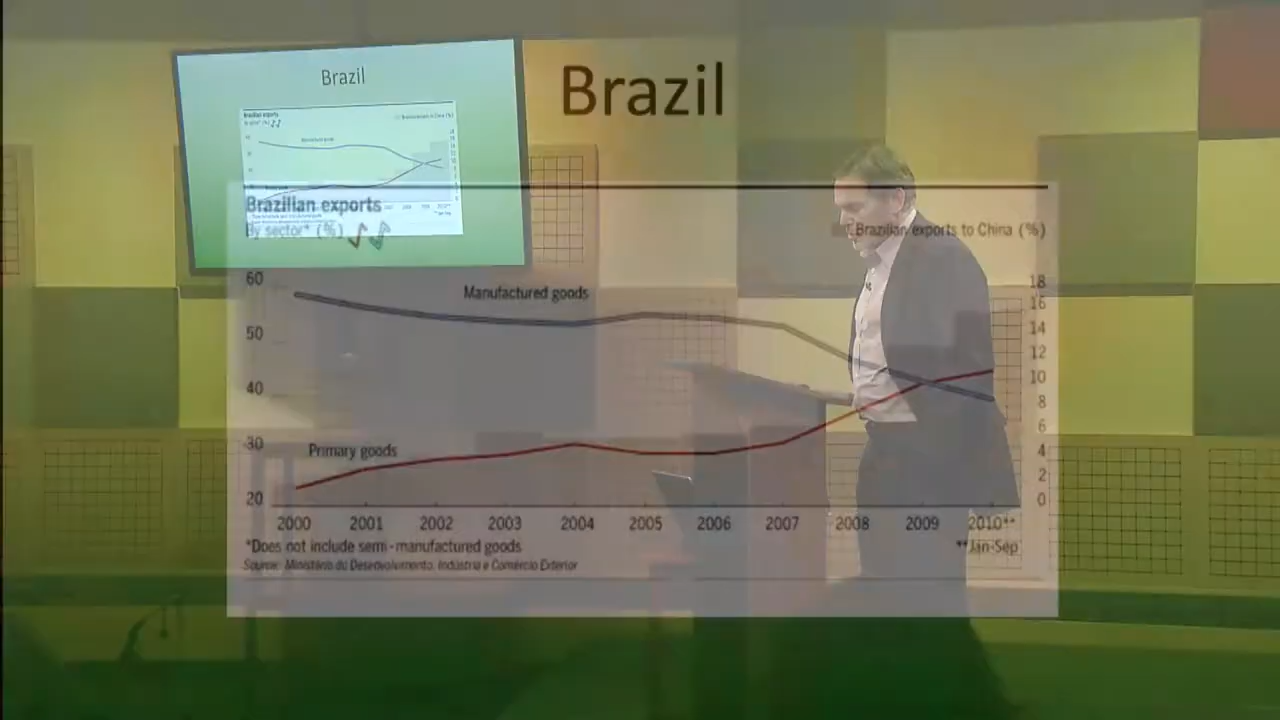 Brazil
Brazil
Brazilian exports
By sector* (%)
Brazilian exports to China (%)
60
50
40
30
20
Manufactured goods
Primary goods
18
16
14
12
10
8
6
4
2
0
2000 2001 2002 2003 2004 2005 2006 2007 2008 2009 2010**
*Does not include semi-manufactured goods
**Jan-Sep
Source: Ministério do Desenvolvimento, Indústria e Comércio Exterior